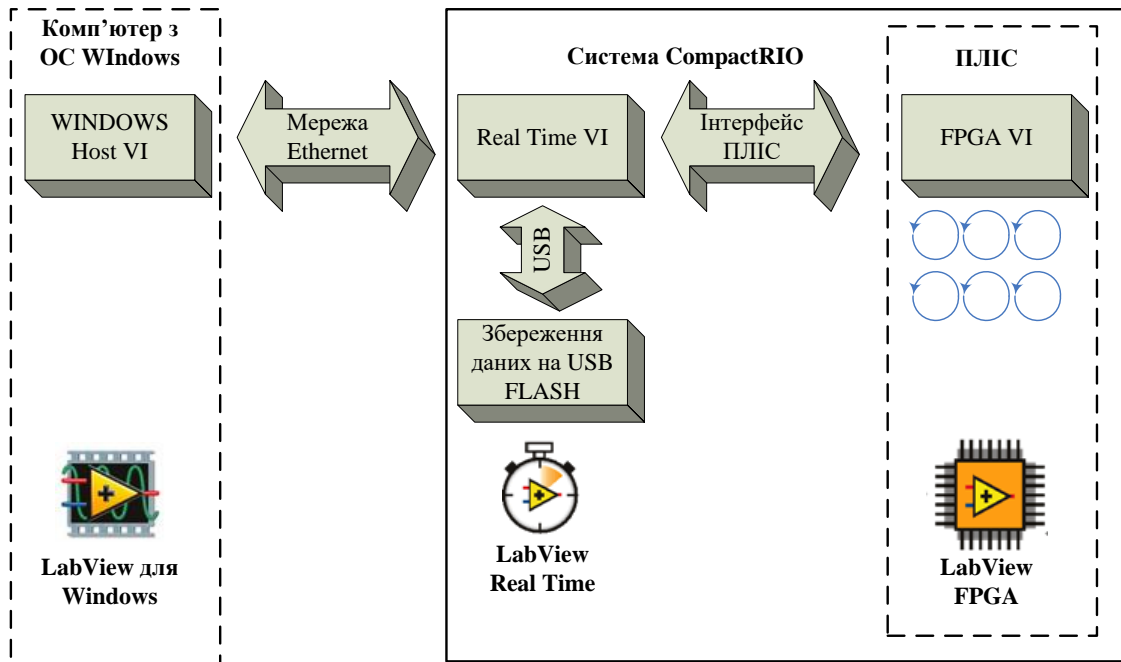 Комп’ютер з
ОС WIndows
WINDOWS
Host VI
Мережа
Ethernet
Система CompactRIO
Real Time VI
Інтерфейс
ПЛІС
ПЛІС
FPGA VI
USB
Збереження
даних на USB
FLASH
LabView для
Windows
LabView
Real Time
LabView
FPGA